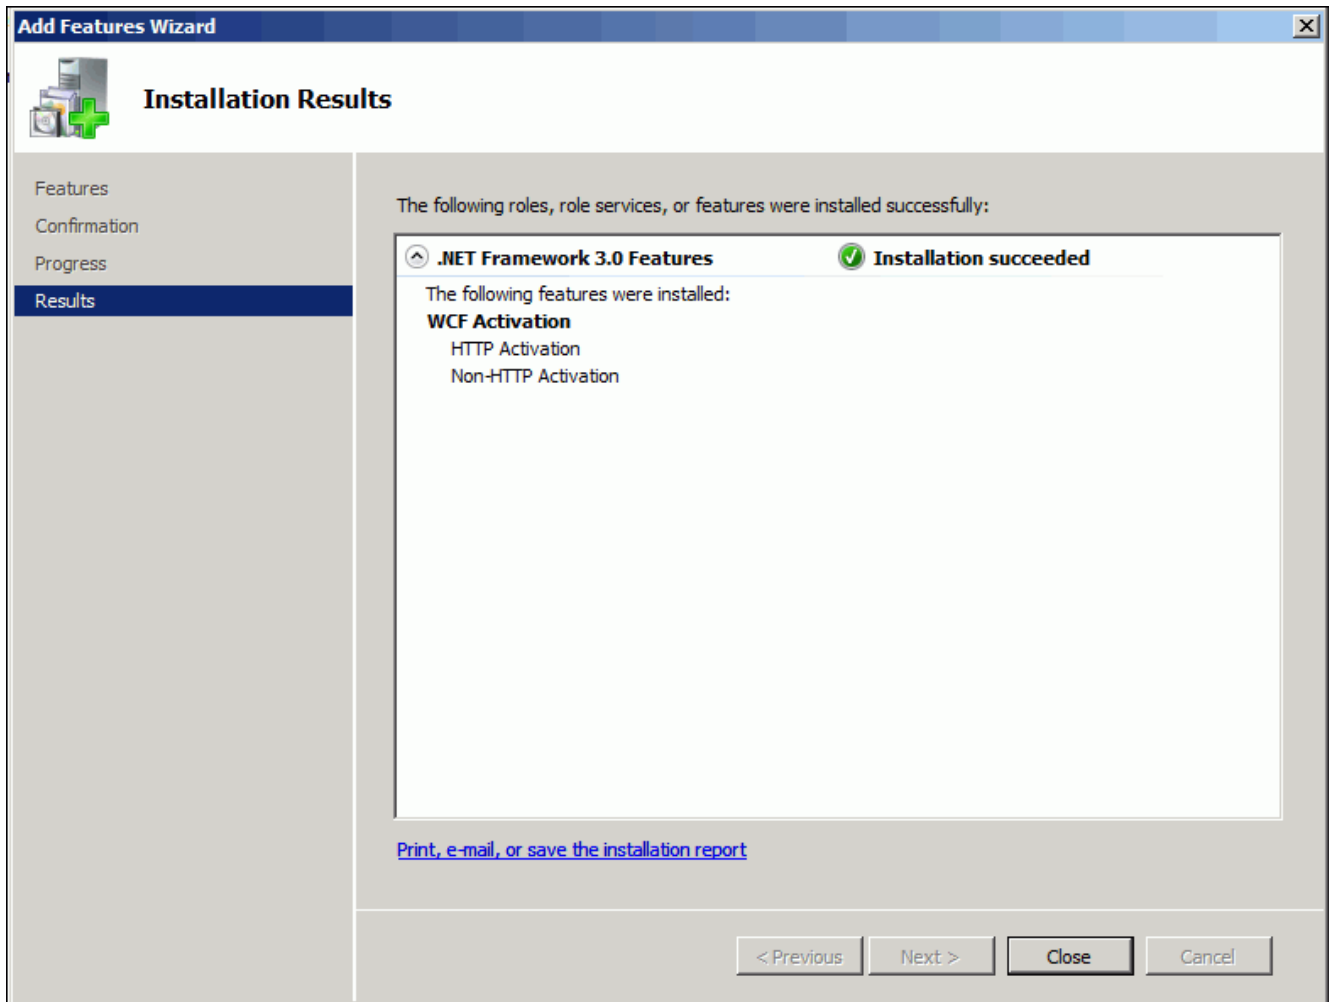 Add Features Wizard
Installation Results
Features
Confirmation
Progress
Results
The following roles, role services, or features were installed successfully:
.NET Framework 3.0 Features Installation succeeded
The following features were installed:
WCF Activation
HTTP Activation
Non-HTTP Activation
Print, e-mail, or save the installation report
< Previous Next > Close Cancel